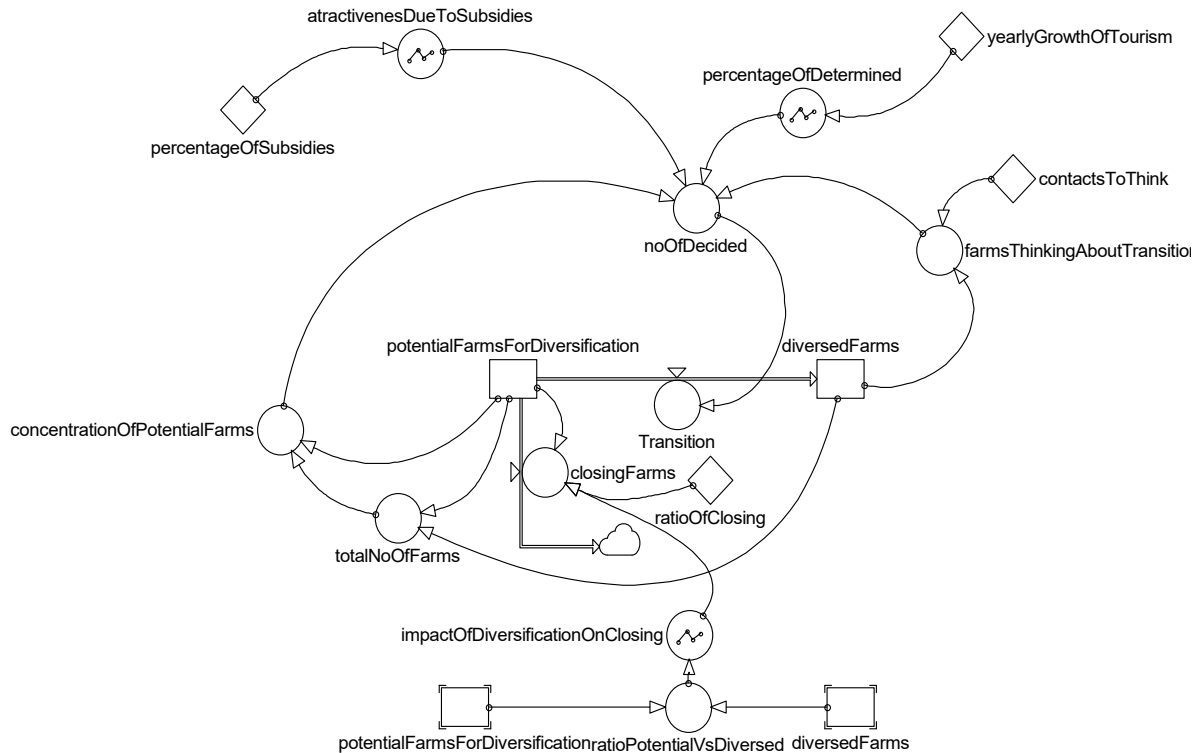 atractivenesDueToSubsidies
yearlyGrowthOfTourism
percentageOfDetermined
percentageOfSubsidies
contactsToThink
noOfDecided
farmsThinkingAboutTransition
potentialFarmsForDiversification
diversedFarms
concentrationOfPotentialFarms
Transition
closingFarms
ratioOfClosing
totalNoOfFarms
impactOfDiversificationOnClosing
potentialFarmsForDiversification
ratioPotentialVsDiversed
diversedFarms